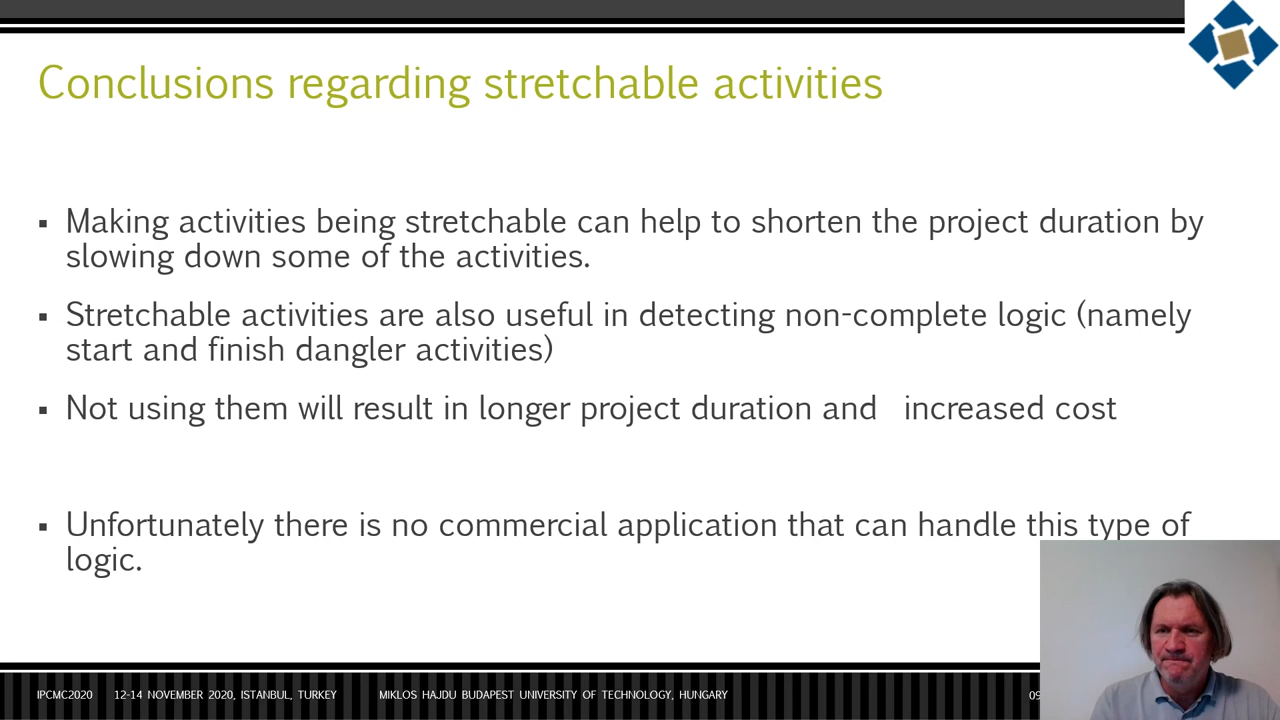 Conclusions regarding stretchable activities
▪ Making activities being stretchable can help to shorten the project duration by
slowing down some of the activities.
▪ Stretchable activities are also useful in detecting non-complete logic (namely
start and finish dangler activities)
▪ Not using them will result in longer project duration and increased cost
▪ Unfortunately there is no commercial application that can handle this type of
logic.
IPCMC2020 12-14 NOVEMBER 2020, ISTANBUL, TURKEY MIKLOS HAJDU BUDAPEST UNIVERSITY OF TECHNOLOGY, HUNGARY